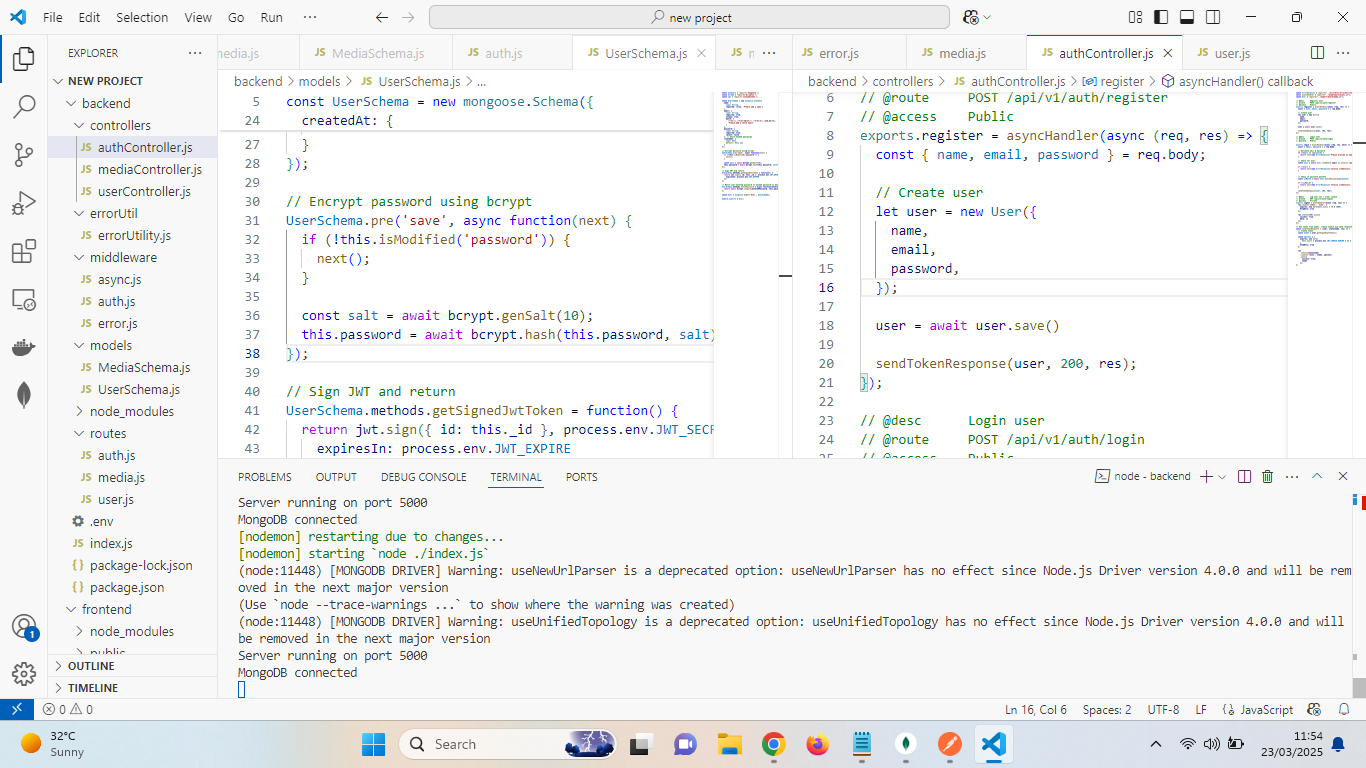 File Edit Selection View Go Run ···
new project
EXPLORER ···
NEW PROJECT
backend
controllers
JS authController.js
JS mediaController.js
JS userController.js
errorUtil
JS errorUtility.js
middleware
JS async.js
JS auth.js
JS error.js
models
JS MediaSchema.js
JS UserSchema.js
node_modules
routes
JS auth.js
JS media.js
JS user.js
.env
JS index.js
{} package-lock.json
{} package.json
frontend
node_modules
public
OUTLINE
TIMELINE
media.js JS MediaSchema.js JS auth.js JS UserSchema.js JS ···
backend > models > JS UserSchema.js > ...
5 const UserSchema = new mongoose.Schema({
24 createdAt: {
27 }
28 });
29
30 // Encrypt password using bcrypt
31 UserSchema.pre('save', async function(next) {
32 if (!this.isModified('password')) {
33 next();
34 }
35
36 const salt = await bcrypt.genSalt(10);
37 this.password = await bcrypt.hash(this.password, salt)
38 });
39
40 // Sign JWT and return
41 UserSchema.methods.getSignedJwtToken = function() {
42 return jwt.sign({ id: this._id }, process.env.JWT_SECR
43 expiresIn: process.env.JWT_EXPIRE
JS error.js JS media.js JS authController.js JS user.js ···
backend > controllers > JS authController.js > register > asyncHandler() callback
6 // @route POST /api/v1/auth/register
7 // @access Public
8 exports.register = asyncHandler(async (req, res) => {
9 const { name, email, password } = req.body;
10
11 // Create user
12 let user = new User({
13 name,
14 email,
15 password,
16 });
17
18 user = await user.save()
19
20 sendTokenResponse(user, 200, res);
21 });
22
23 // @desc Login user
24 // @route POST /api/v1/auth/login
25 // @access Public
PROBLEMS OUTPUT DEBUG CONSOLE TERMINAL PORTS
node - backend
Server running on port 5000
MongoDB connected
[nodemon] restarting due to changes...
[nodemon] starting `node ./index.js`
(node:11448) [MONGODB DRIVER] Warning: useNewUrlParser is a deprecated option: useNewUrlParser has no effect since Node.js Driver version 4.0.0 and will be rem
oved in the next major version
(Use `node --trace-warnings ...` to show where the warning was created)
(node:11448) [MONGODB DRIVER] Warning: useUnifiedTopology is a deprecated option: useUnifiedTopology has no effect since Node.js Driver version 4.0.0 and will
be removed in the next major version
Server running on port 5000
MongoDB connected
1
0 0
Ln 16, Col 6 Spaces: 2 UTF-8 LF {} JavaScript
32°C
Sunny
Search
11:54
23/03/2025